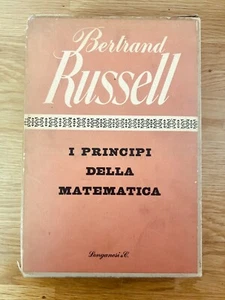 Bertrand
Russell
I PRINCIPI
DELLA
MATEMATICA
Longanesi & C.